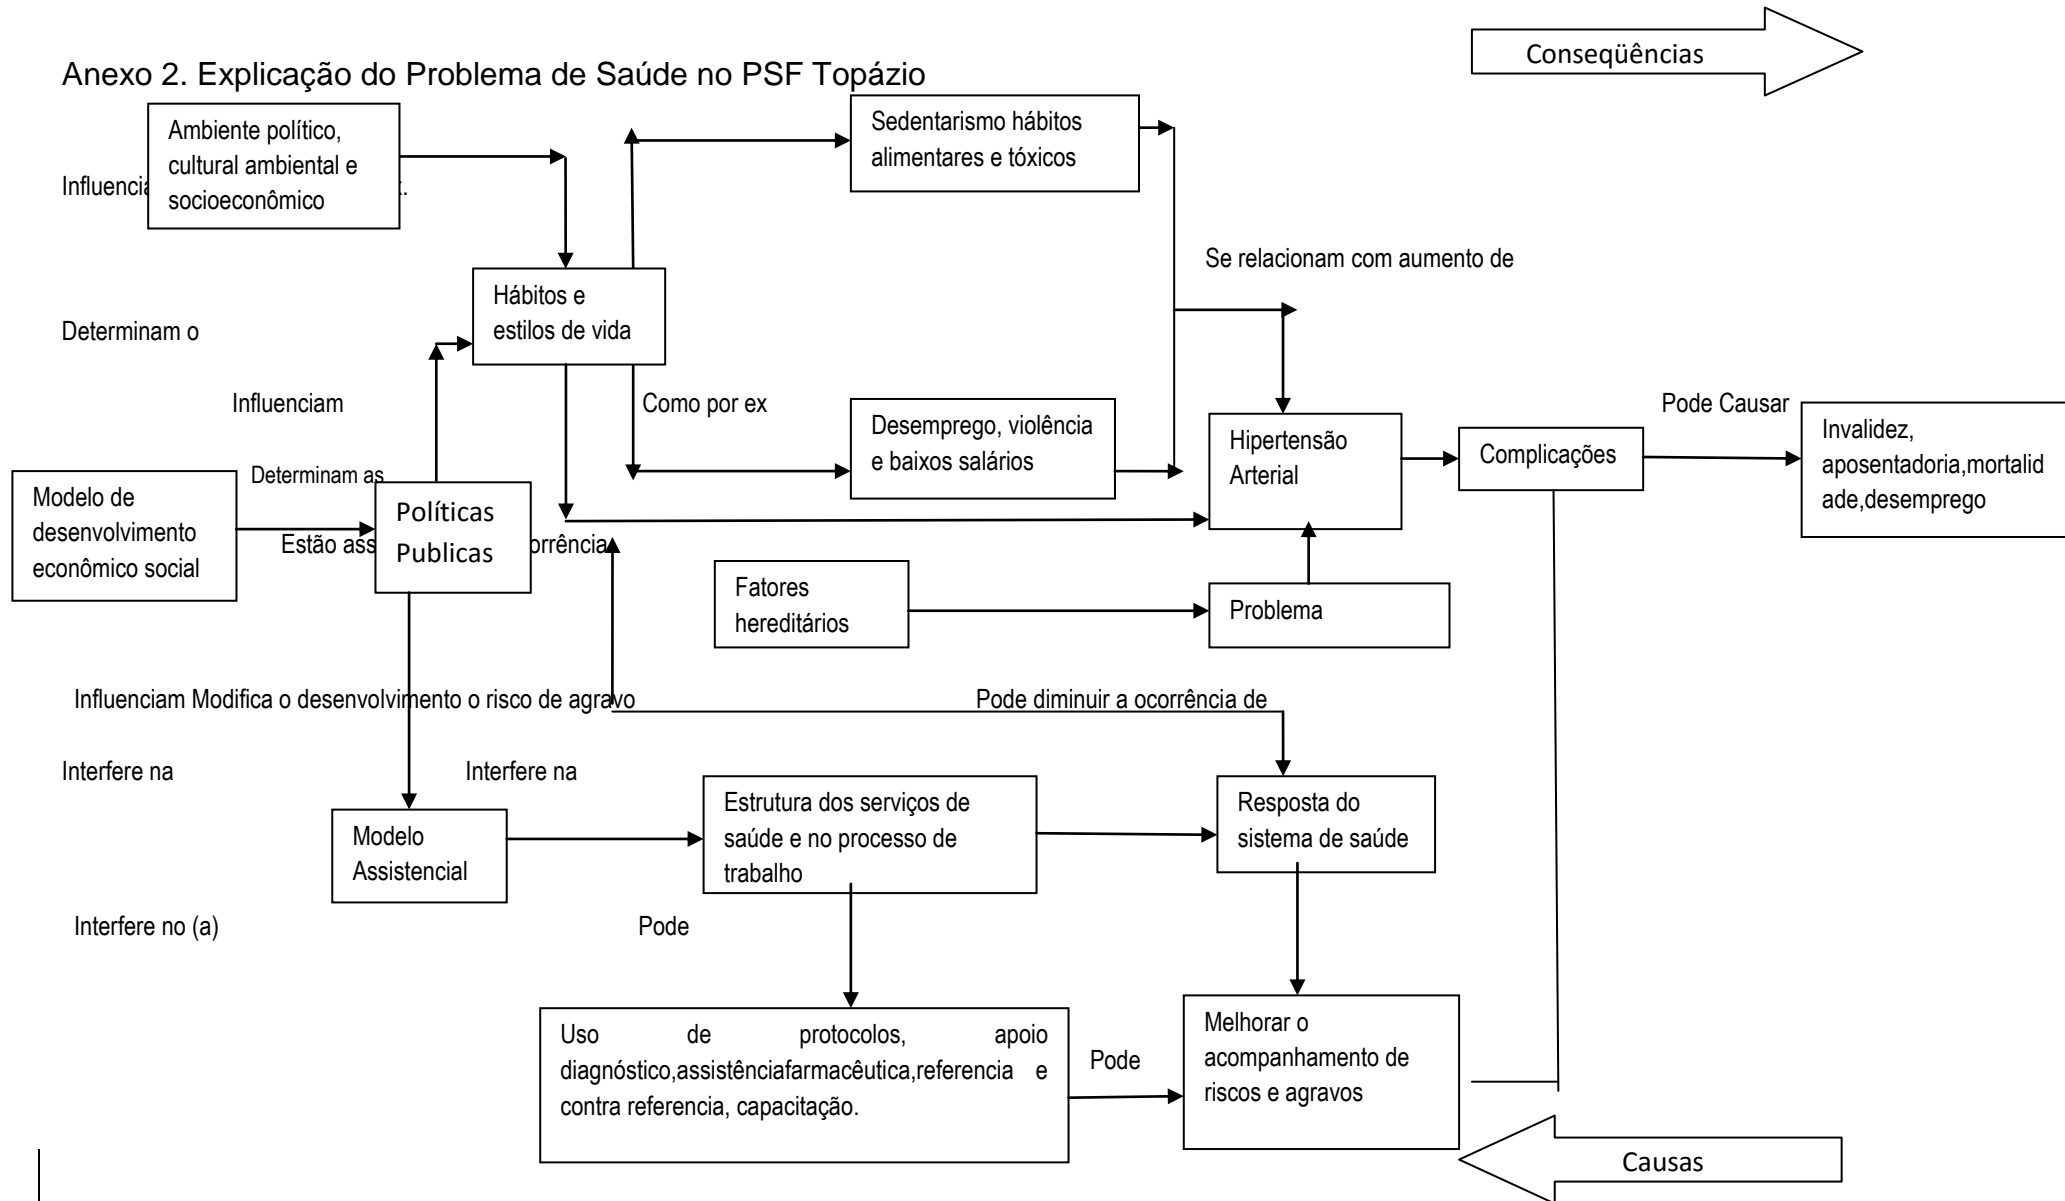 Conseqüências
Anexo 2. Explicação do Problema de Saúde no PSF Topázio
Ambiente político,
cultural ambiental e
socioeconômico
Sedentarismo hábitos
alimentares e tóxicos
Se relacionam com aumento de
Hábitos e
estilos de vida
Determinam o
Influenciam
Como por ex
Pode Causar
Desemprego, violência
e baixos salários
Hipertensão
Arterial
Complicações
Invalidez,
aposentadoria,mortalid
ade,desemprego
Determinam as
Modelo de
desenvolvimento
econômico social
Políticas
Publicas
Estão
Fatores
hereditários
Problema
Influenciam Modifica o desenvolvimento o risco de agravo
Pode diminuir a ocorrência de
Interfere na
Interfere na
Modelo
Assistencial
Estrutura dos serviços de
saúde e no processo de
trabalho
Resposta do
sistema de saúde
Interfere no (a)
Pode
Uso de protocolos, apoio
diagnóstico,assistênciafarmacêutica,referencia e
contra referencia, capacitação.
Pode
Melhorar o
acompanhamento de
riscos e agravos
Causas